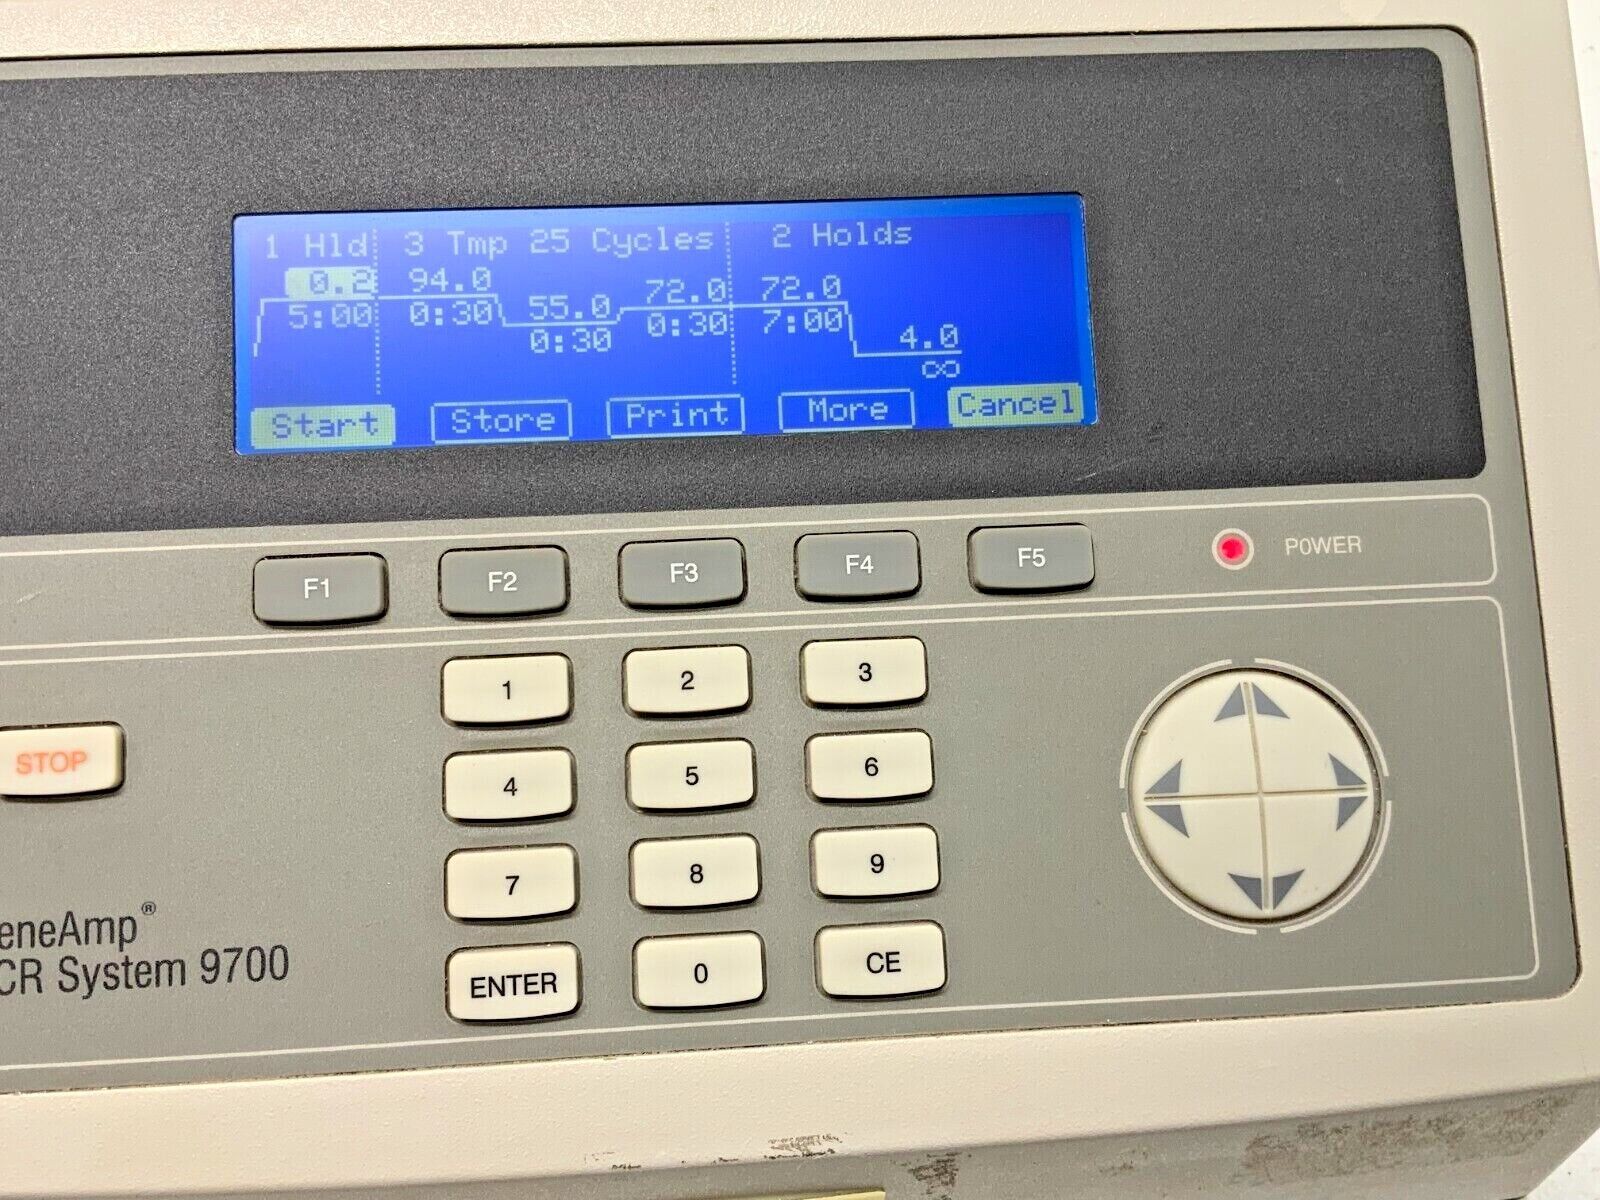 1 Hld 3 Tmp 25 Cycles 2 Holds
0.2 94.0 55.0 72.0 72.0 4.0
5:00 0:30 0:30 0:30 7:00 ∞
Start Store Print More Cancel
F1 F2 F3 F4 F5 POWER
1 2 3
STOP 4 5 6
7 8 9
eneAmp®
CR System 9700
ENTER 0 CE